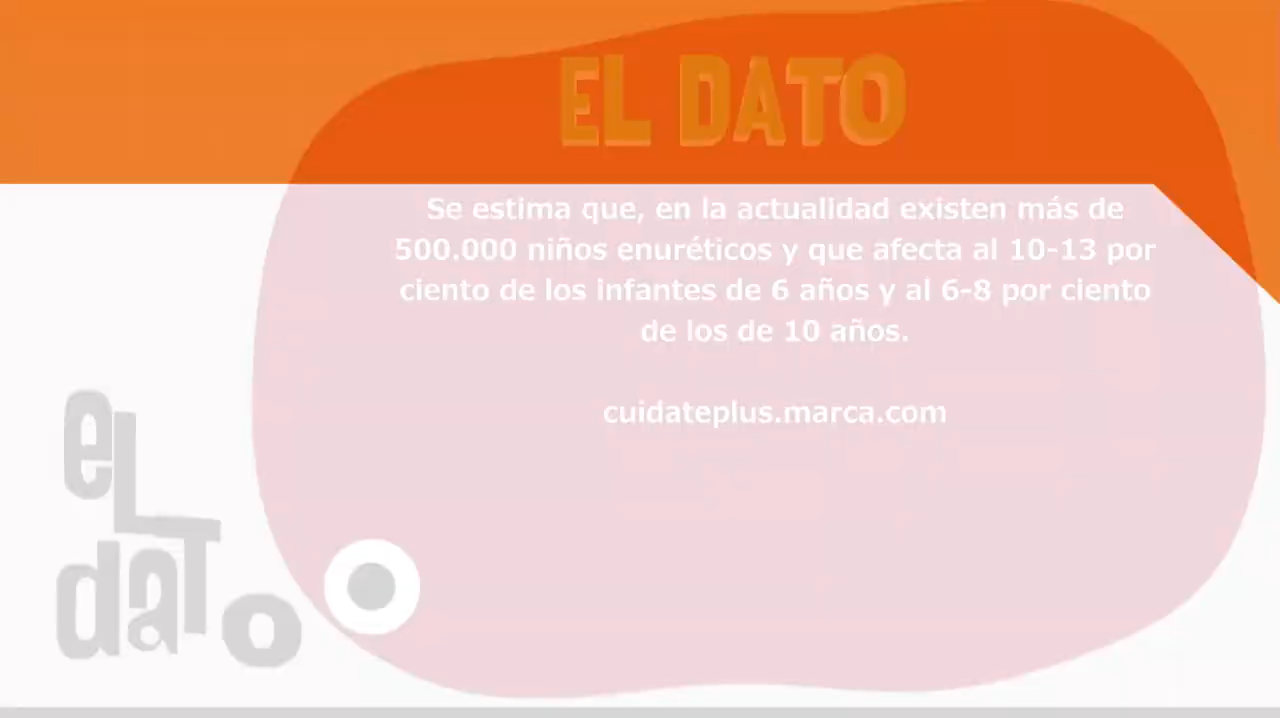 EL DATO
Se estima que, en la actualidad existen más de
500.000 niños enuréticos y que afecta al 10-13 por
ciento de los infantes de 6 años y al 6-8 por ciento
de los de 10 años.
cuidateplus.marca.com
eL
daTo